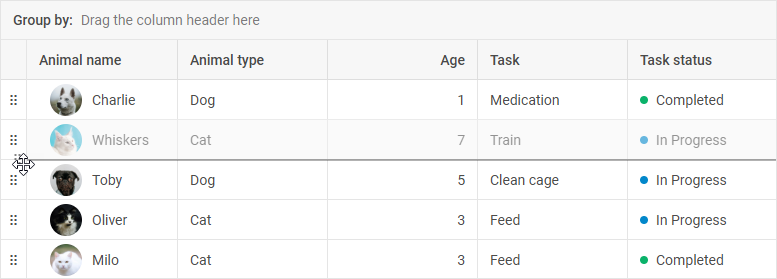 Group by: Drag the column header here
Animal name Animal type Age Task Task status
Charlie Dog 1 Medication Completed
Whiskers Cat 7 Train In Progress
Toby Dog 5 Clean cage In Progress
Oliver Cat 3 Feed In Progress
Milo Cat 3 Feed Completed